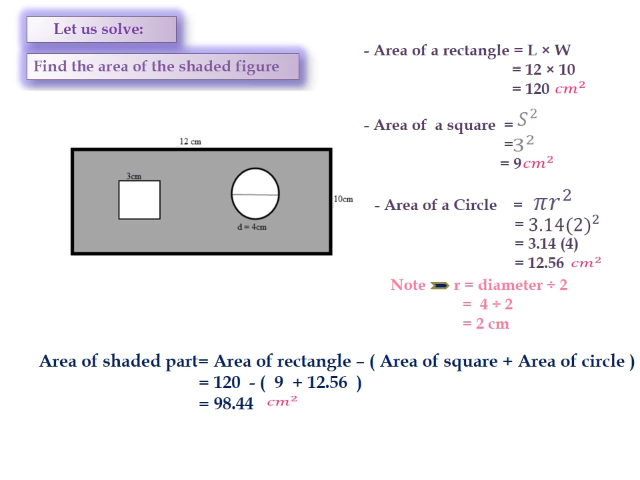 Let us solve:
Find the area of the shaded figure
- Area of a rectangle = L × W
= 12 × 10
= 120 cm²
- Area of a square = S²
=3²
= 9cm²
12 cm
3cm
10cm
d = 4cm
- Area of a Circle = πr²
= 3.14(2)²
= 3.14 (4)
= 12.56 cm²
Note r = diameter ÷ 2
= 4 ÷ 2
= 2 cm
Area of shaded part= Area of rectangle – ( Area of square + Area of circle )
= 120 - ( 9 + 12.56 )
= 98.44 cm²